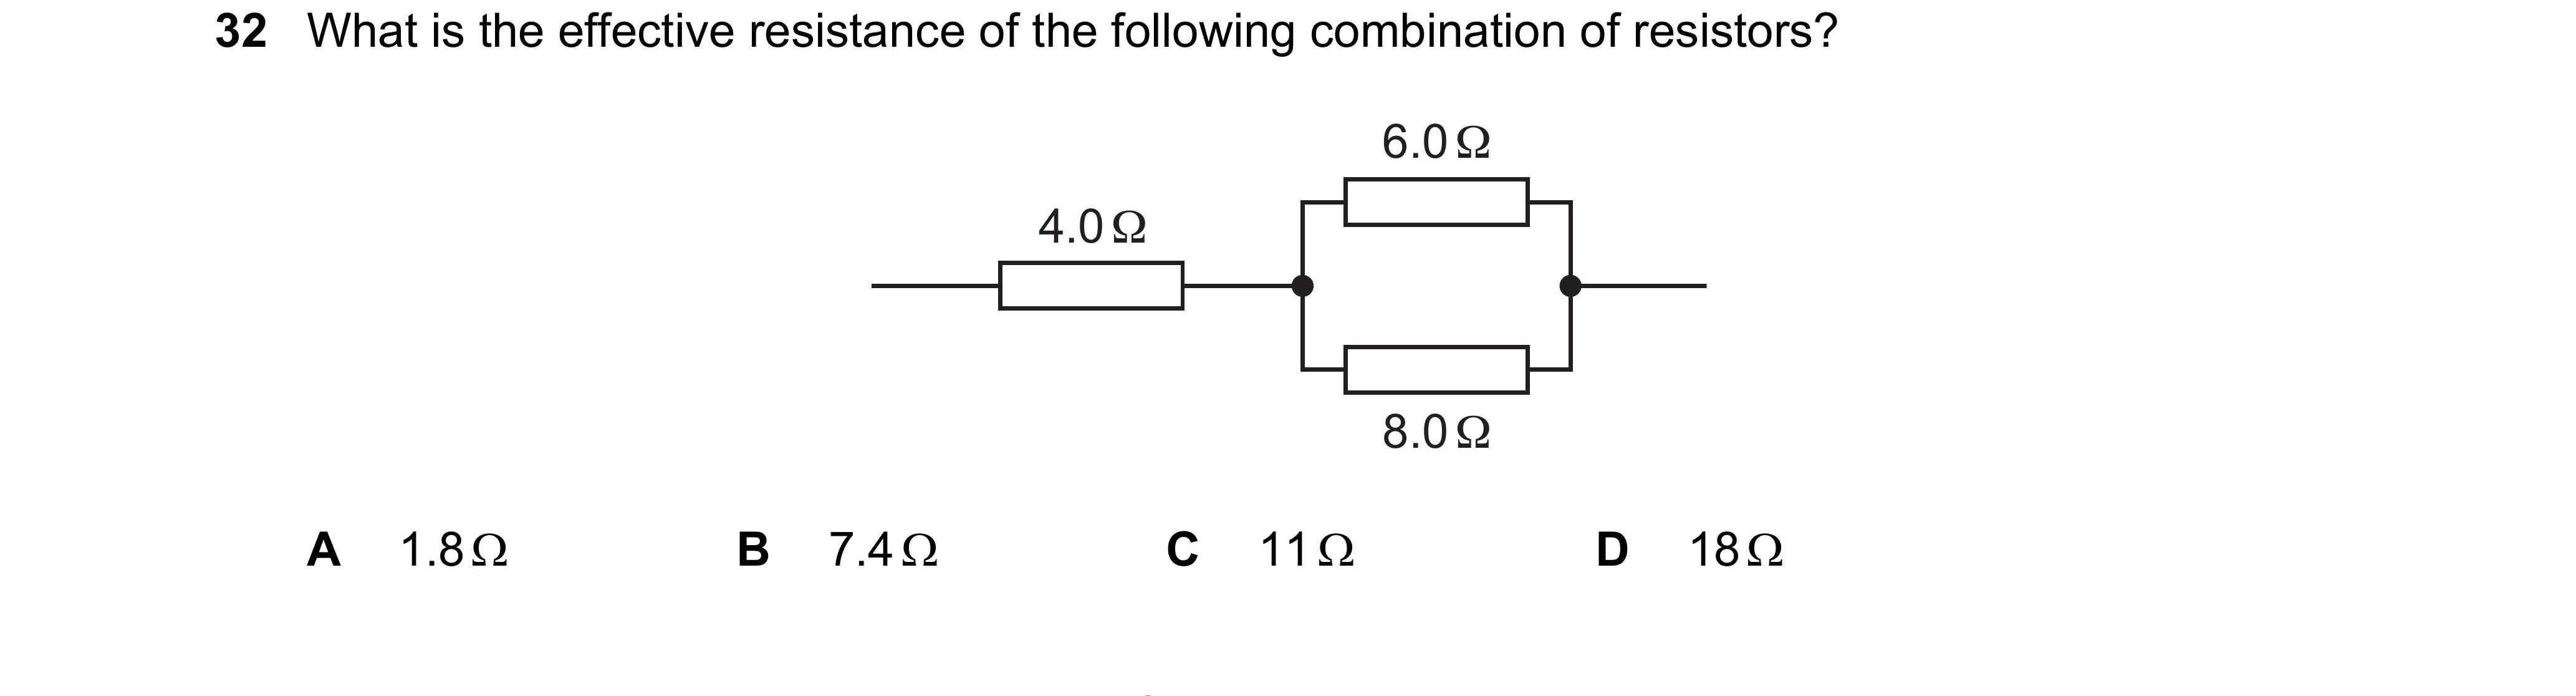 32 What is the effective resistance of the following combination of resistors?
6.0 Ω
4.0 Ω
8.0 Ω
A 1.8 Ω B 7.4 Ω C 11 Ω D 18 Ω